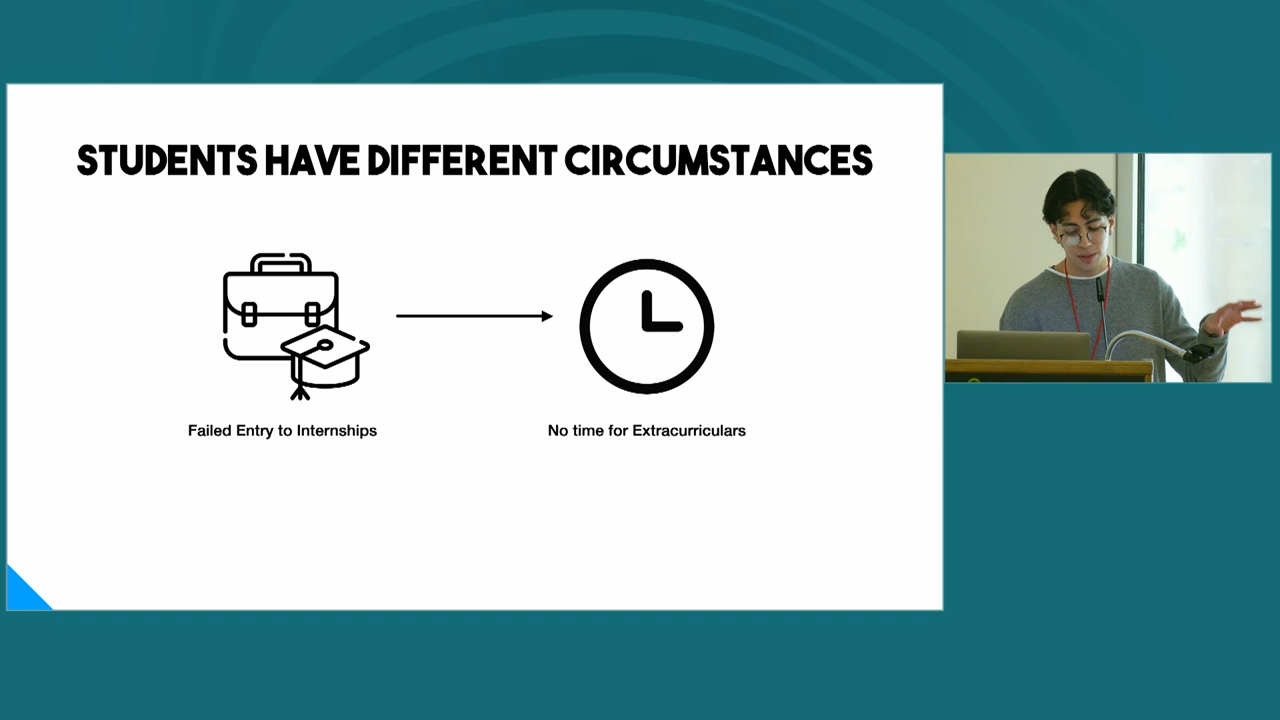 STUDENTS HAVE DIFFERENT CIRCUMSTANCES
Failed Entry to Internships
No time for Extracurriculars